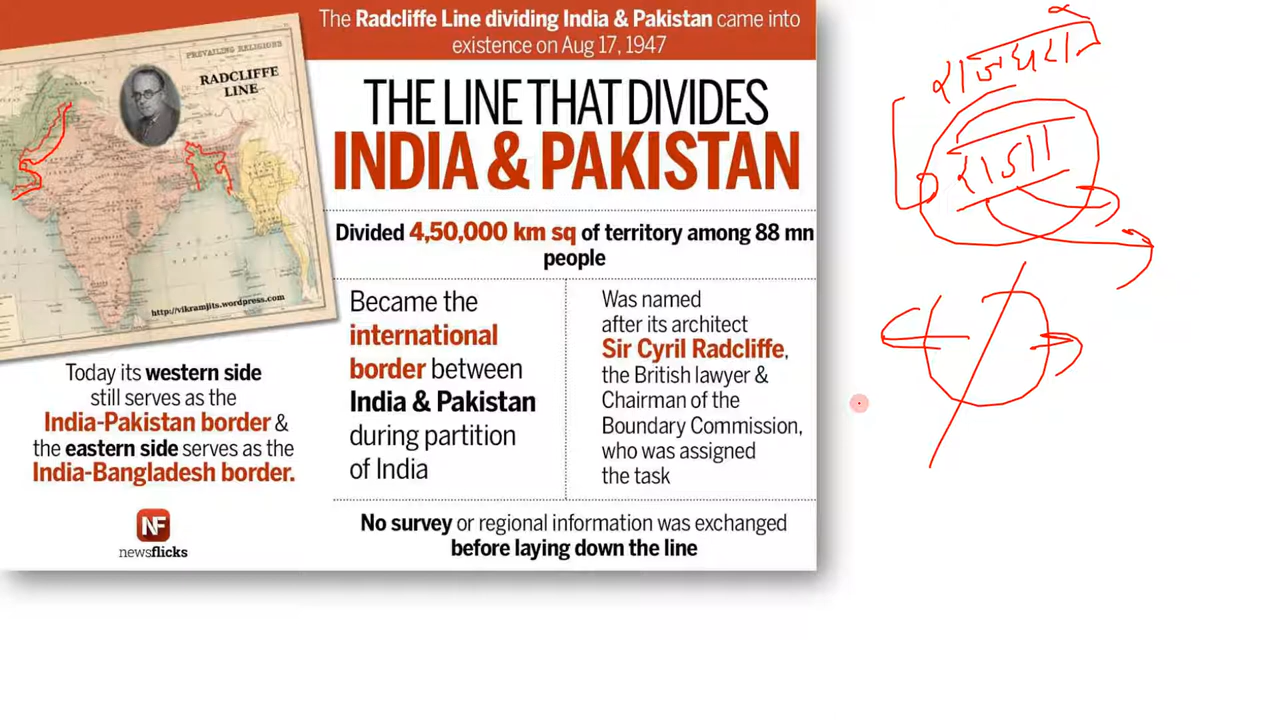 The Radcliffe Line dividing India & Pakistan came into
existence on Aug 17, 1947
PREVAILING RELIGIONS
RADCLIFFE
LINE
http://vikramjits.wordpress.com
THE LINE THAT DIVIDES
INDIA & PAKISTAN
Divided 4,50,000 km sq of territory among 88 mn
people
Became the
international
border between
India & Pakistan
during partition
of India
Was named
after its architect
Sir Cyril Radcliffe,
the British lawyer &
Chairman of the
Boundary Commission,
who was assigned
the task
Today its western side
still serves as the
India-Pakistan border &
the eastern side serves as the
India-Bangladesh border.
NF
newsflicks
No survey or regional information was exchanged
before laying down the line
राजा